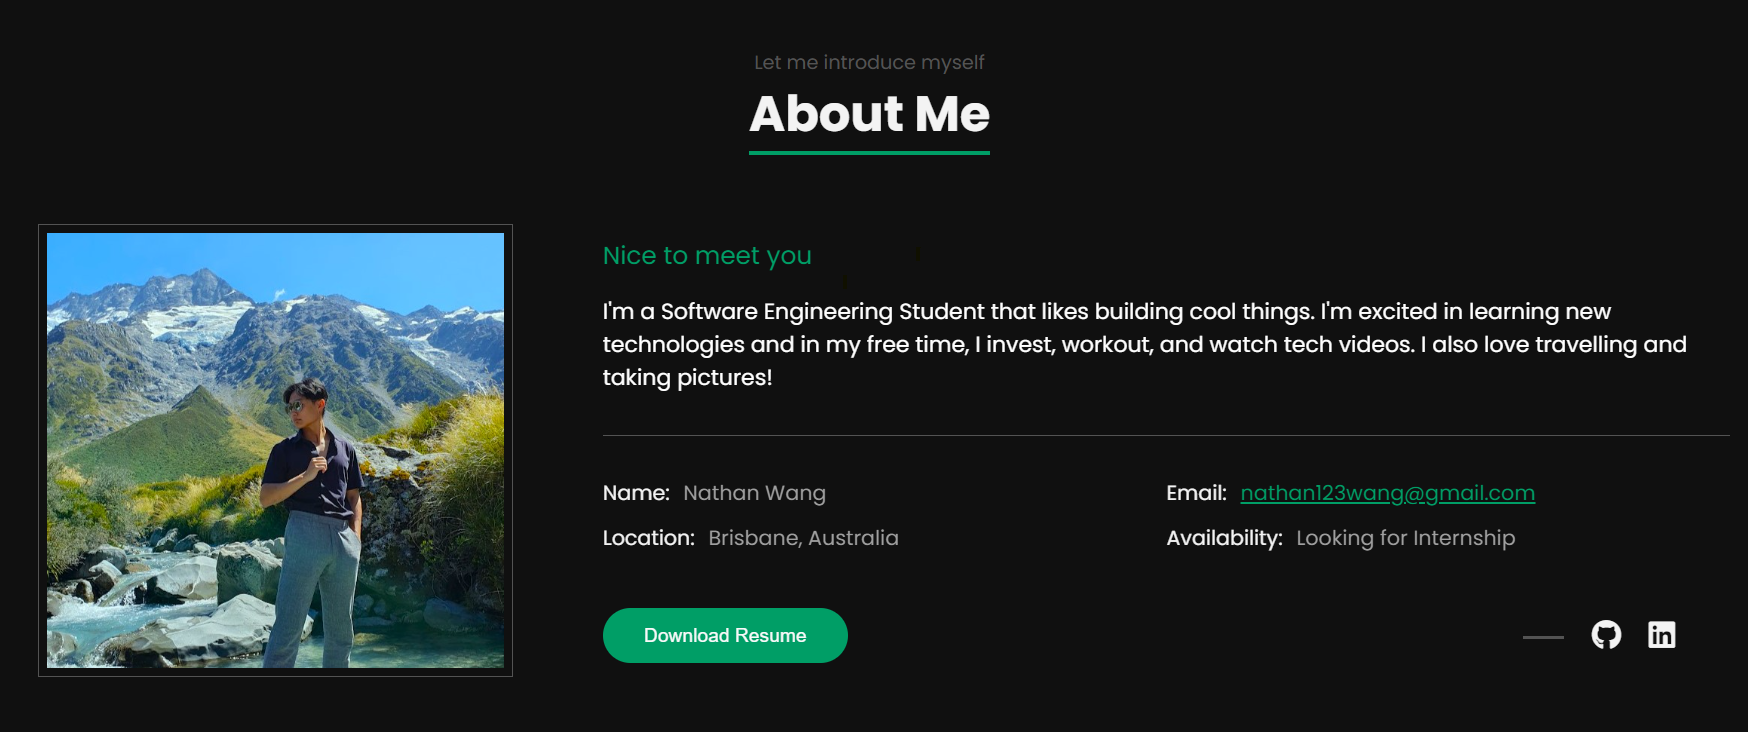 Let me introduce myself
About Me
Nice to meet you
I'm a Software Engineering Student that likes building cool things. I'm excited in learning new
technologies and in my free time, I invest, workout, and watch tech videos. I also love travelling and
taking pictures!
Name: Nathan Wang
Email: nathan123wang@gmail.com
Location: Brisbane, Australia
Availability: Looking for Internship
Download Resume
in